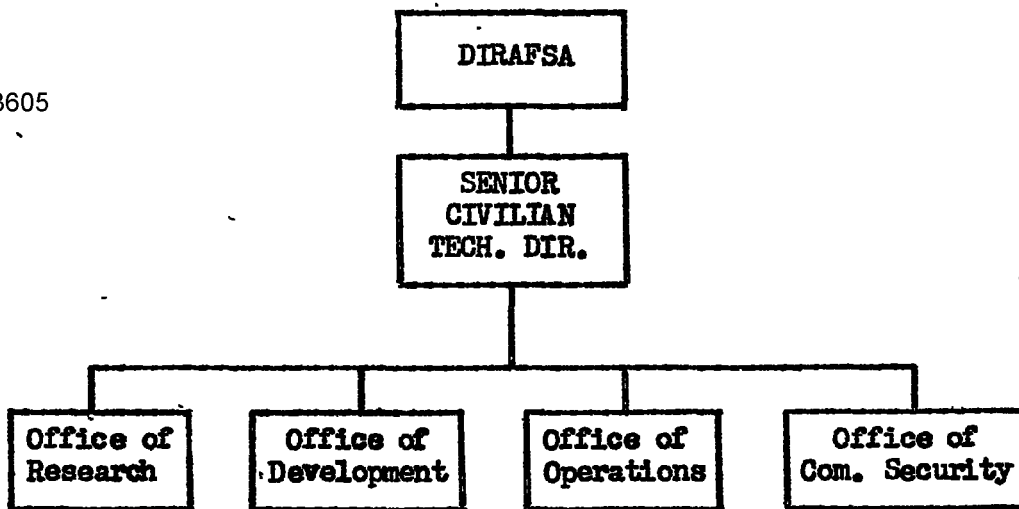 DIRAFSA
3605
SENIOR
CIVILIAN
TECH. DIR.
Office of
Research
Office of
Development
Office of
Operations
Office of
Com. Security